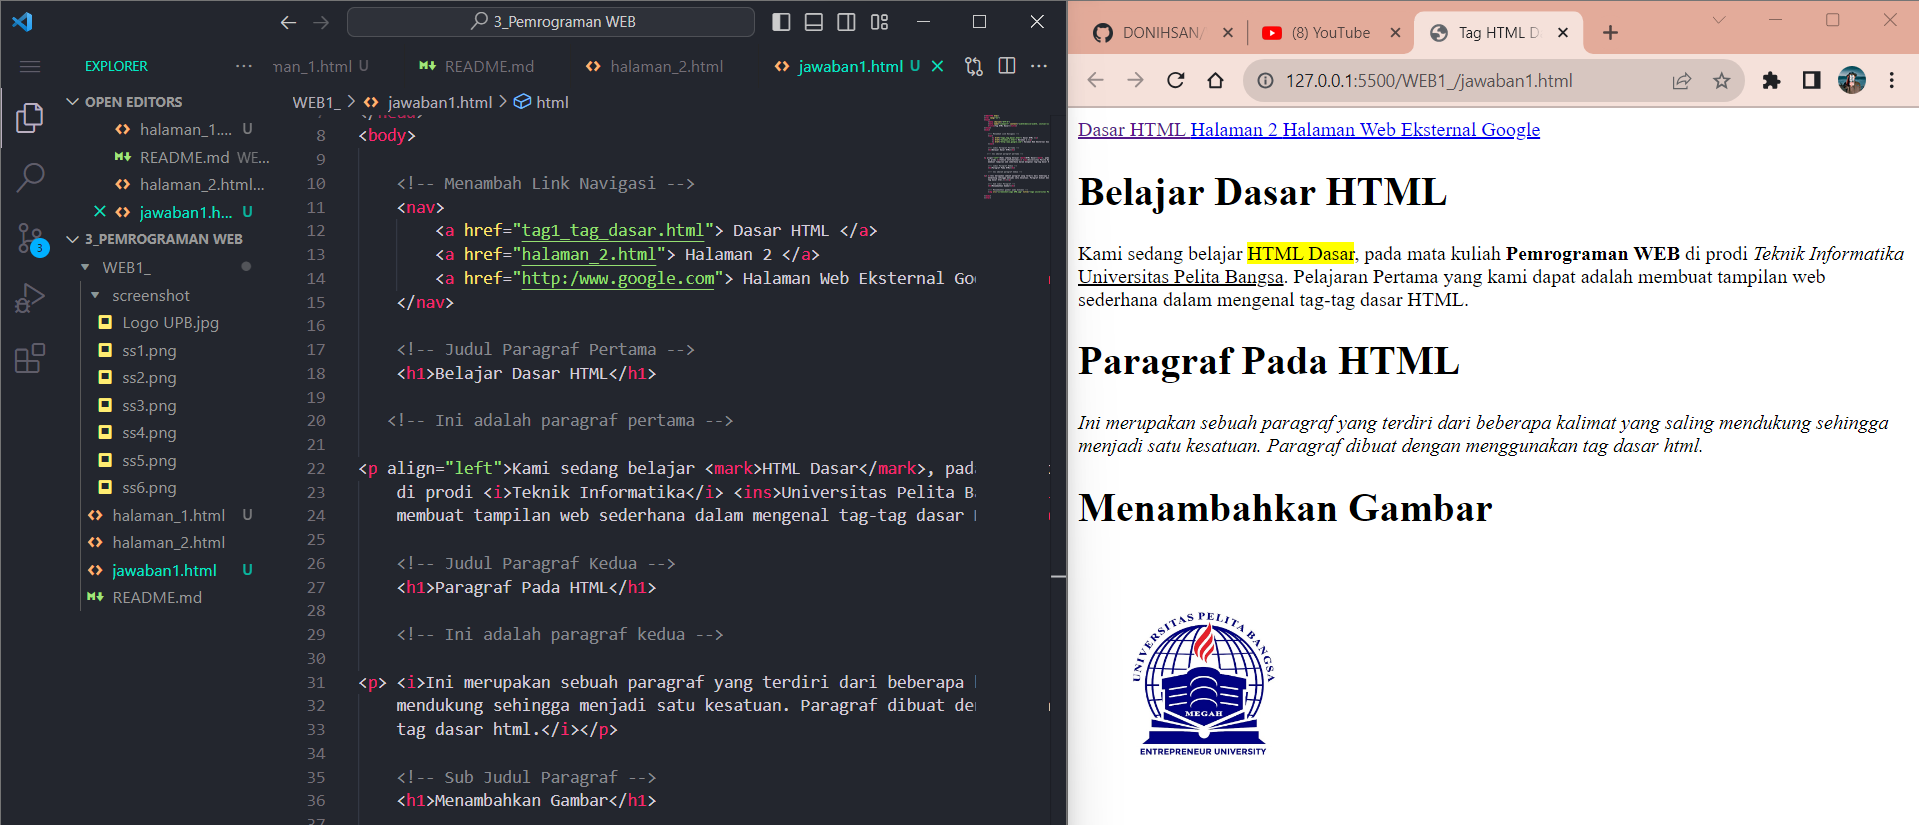 3_Pemrograman WEB
EXPLORER
···
man_1.html U
README.md
halaman_2.html
jawaban1.html U
OPEN EDITORS
halaman_1.... U
README.md WE...
halaman_2.html...
jawaban1.h... U
3_PEMROGRAMAN WEB
WEB1_
screenshot
Logo UPB.jpg
ss1.png
ss2.png
ss3.png
ss4.png
ss5.png
ss6.png
halaman_1.html U
halaman_2.html
jawaban1.html U
README.md
3
WEB1_ > jawaban1.html > html
8 <body>
9
10 <!-- Menambah Link Navigasi -->
11 <nav>
12 <a href="tag1_tag_dasar.html"> Dasar HTML </a>
13 <a href="halaman_2.html"> Halaman 2 </a>
14 <a href="http:/www.google.com"> Halaman Web Eksternal Go
15 </nav>
16
17 <!-- Judul Paragraf Pertama -->
18 <h1>Belajar Dasar HTML</h1>
19
20 <!-- Ini adalah paragraf pertama -->
21
22 <p align="left">Kami sedang belajar <mark>HTML Dasar</mark>, pada
23 di prodi <i>Teknik Informatika</i> <ins>Universitas Pelita B
24 membuat tampilan web sederhana dalam mengenal tag-tag dasar
25
26 <!-- Judul Paragraf Kedua -->
27 <h1>Paragraf Pada HTML</h1>
28
29 <!-- Ini adalah paragraf kedua -->
30
31 <p> <i>Ini merupakan sebuah paragraf yang terdiri dari beberapa
32 mendukung sehingga menjadi satu kesatuan. Paragraf dibuat de
33 tag dasar html.</i></p>
34
35 <!-- Sub Judul Paragraf -->
36 <h1>Menambahkan Gambar</h1>
37
DONIHSAN/
(8) YouTube
Tag HTML D
127.0.0.1:5500/WEB1_/jawaban1.html
Dasar HTML Halaman 2 Halaman Web Eksternal Google
Belajar Dasar HTML
Kami sedang belajar HTML Dasar, pada mata kuliah Pemrograman WEB di prodi Teknik Informatika
Universitas Pelita Bangsa. Pelajaran Pertama yang kami dapat adalah membuat tampilan web
sederhana dalam mengenal tag-tag dasar HTML.
Paragraf Pada HTML
Ini merupakan sebuah paragraf yang terdiri dari beberapa kalimat yang saling mendukung sehingga
menjadi satu kesatuan. Paragraf dibuat dengan menggunakan tag dasar html.
Menambahkan Gambar
UNIVERSITAS PELITA BANGSA
MEGAH
ENTREPRENEUR UNIVERSITY